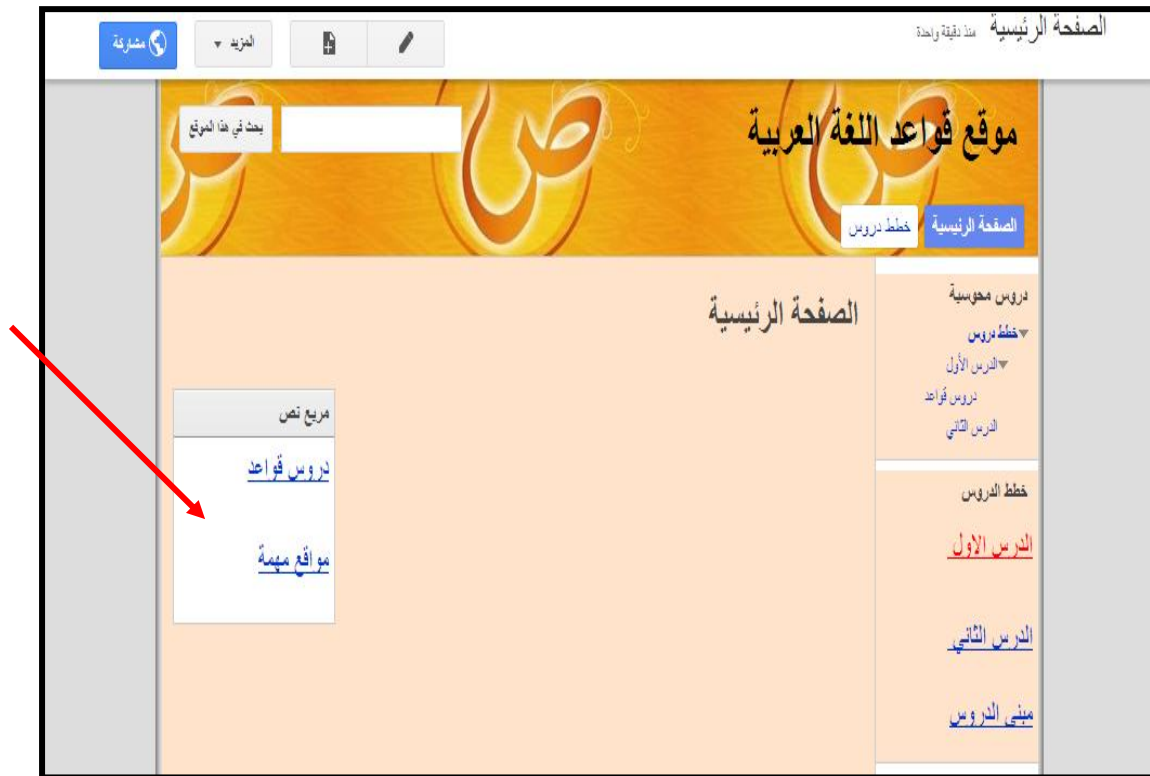 الصفحة الرئيسية منذ دقيقة واحدة
المزيد
مشاركة
موقع قواعد اللغة العربية
بحث في هذا الموقع
الصفحة الرئيسية
خطط دروس
دروس محوسبة
خطط دروس
الدرس الأول
دروس قواعد
الدرس الثاني
خطط الدروس
الدرس الاول
الدرس الثاني
مبنى الدروس
الصفحة الرئيسية
مربع نص
دروس قواعد
مواقع مهمة